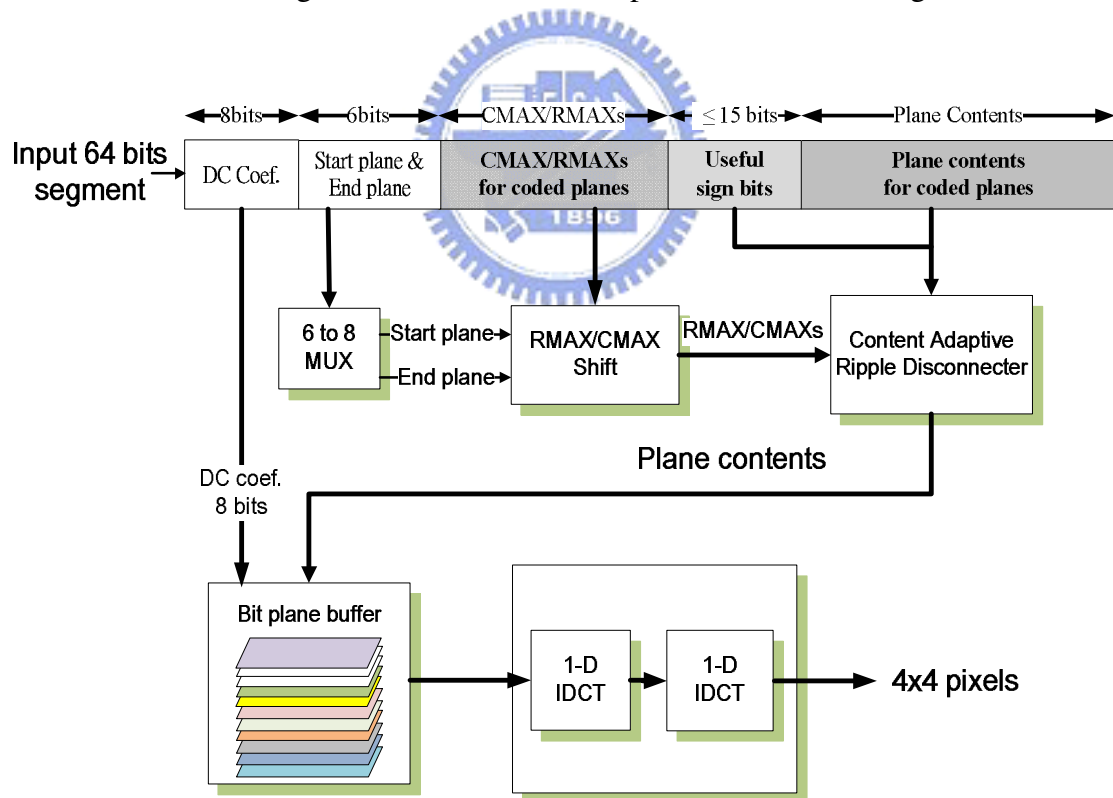 8bits 6bits CMAX/RMAXs ≤ 15 bits Plane Contents
Input 64 bits
segment
DC Coef.
Start plane &
End plane
CMAX/RMAXs
for coded planes
Useful
sign bits
Plane contents
for coded planes
1896
6 to 8
MUX
Start plane
End plane
RMAX/CMAX
Shift
RMAX/CMAXs
Content Adaptive
Ripple Disconnecter
Plane contents
DC coef.
8 bits
Bit plane buffer
1-D
IDCT
1-D
IDCT
4x4 pixels